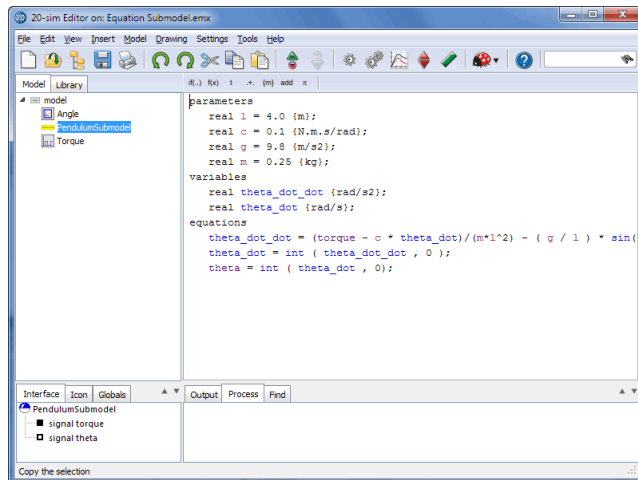 20-sim Editor on: Equation Submodel.emx
File Edit View Insert Model Drawing Settings Tools Help
Model Library
if(..) f(x) t .+. {m} add π
model
Angle
PendulumSubmodel
Torque
parameters
real l = 4.0 {m};
real c = 0.1 {N.m.s/rad};
real g = 9.8 {m/s2};
real m = 0.25 {kg};
variables
real theta_dot_dot {rad/s2};
real theta_dot {rad/s};
equations
theta_dot_dot = (torque - c * theta_dot)/(m*l^2) - ( g / l ) * sin(
theta_dot = int ( theta_dot_dot , 0 );
theta = int ( theta_dot , 0);
Interface Icon Globals
Output Process Find
PendulumSubmodel
signal torque
signal theta
Copy the selection